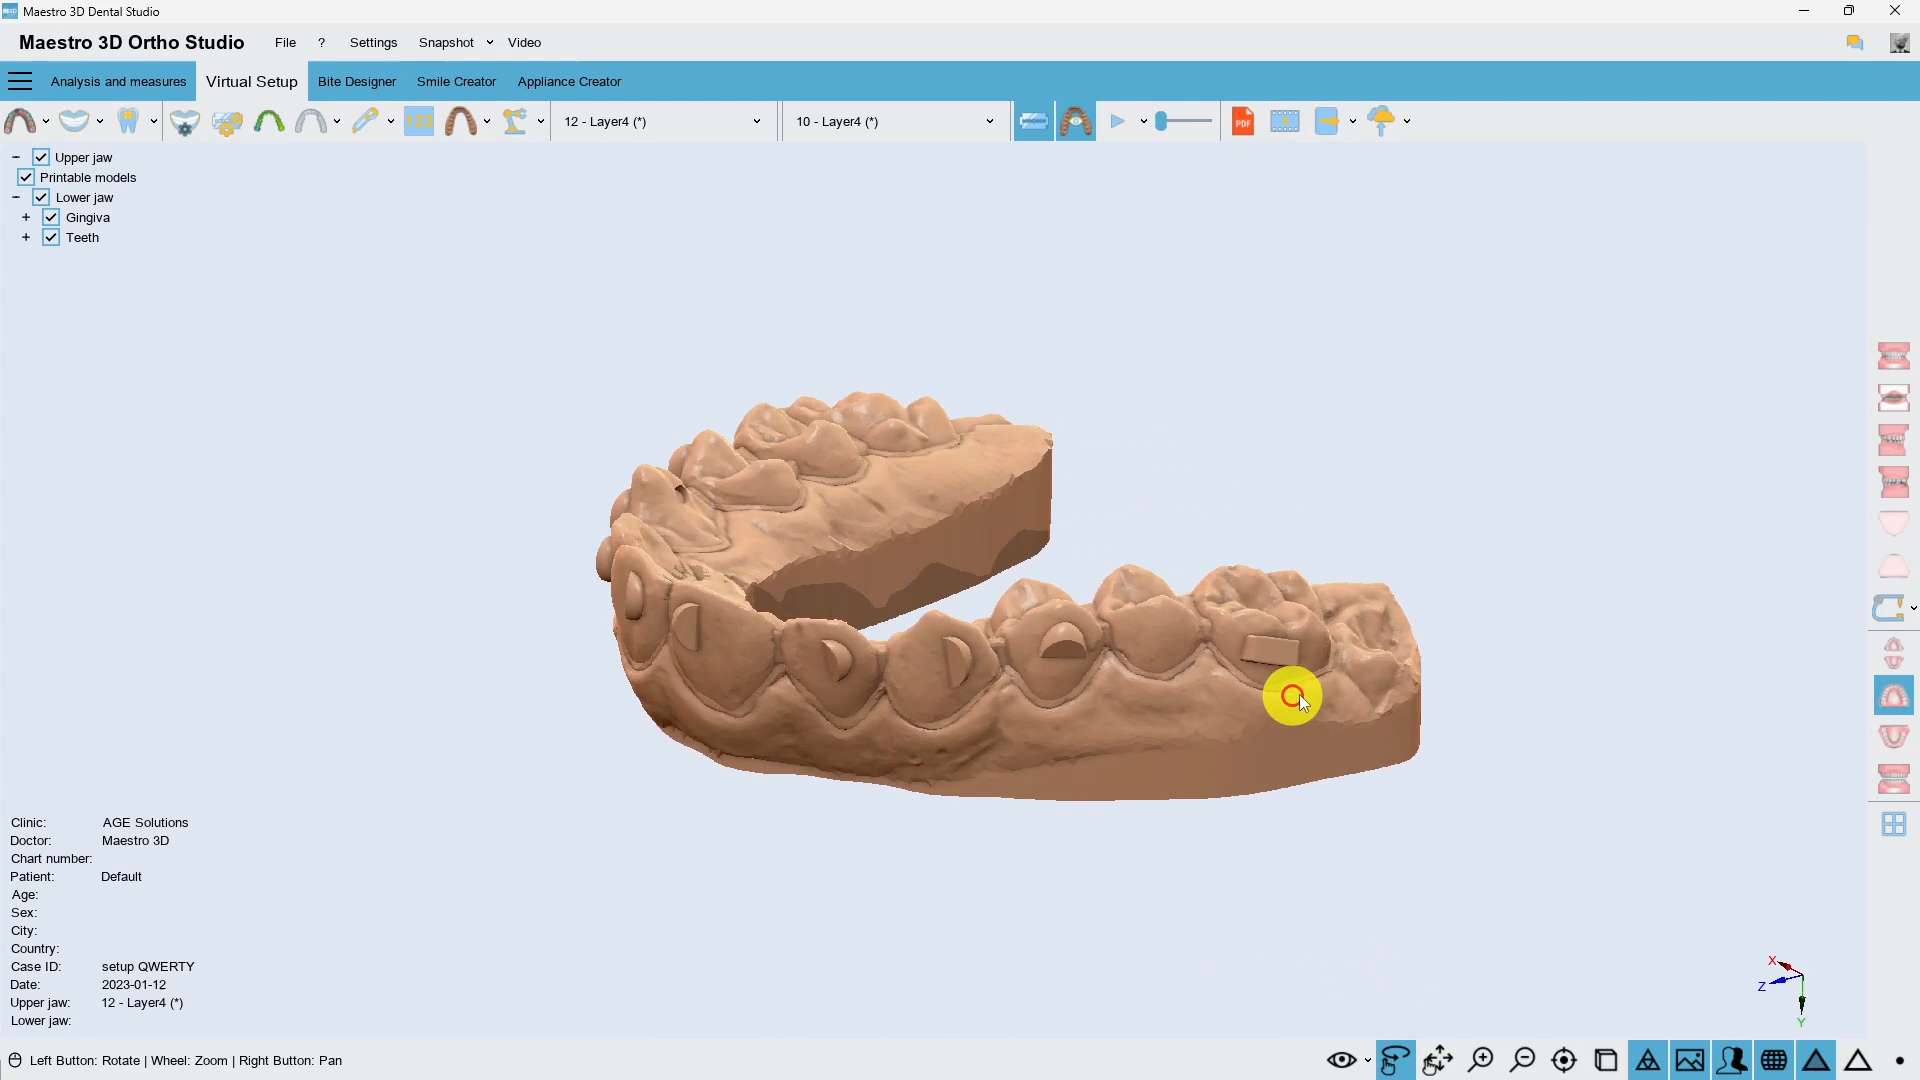 Maestro 3D Dental Studio
Maestro 3D Ortho Studio File ? Settings Snapshot Video
Analysis and measures Virtual Setup Bite Designer Smile Creator Appliance Creator
123 12 - Layer4 (*) 10 - Layer4 (*) PDF
Upper jaw
Printable models
Lower jaw
Gingiva
Teeth
Clinic: AGE Solutions
Doctor: Maestro 3D
Chart number:
Patient: Default
Age:
Sex:
City:
Country:
Case ID: setup QWERTY
Date: 2023-01-12
Upper jaw: 12 - Layer4 (*)
Lower jaw:
X
Z
Y
Left Button: Rotate | Wheel: Zoom | Right Button: Pan